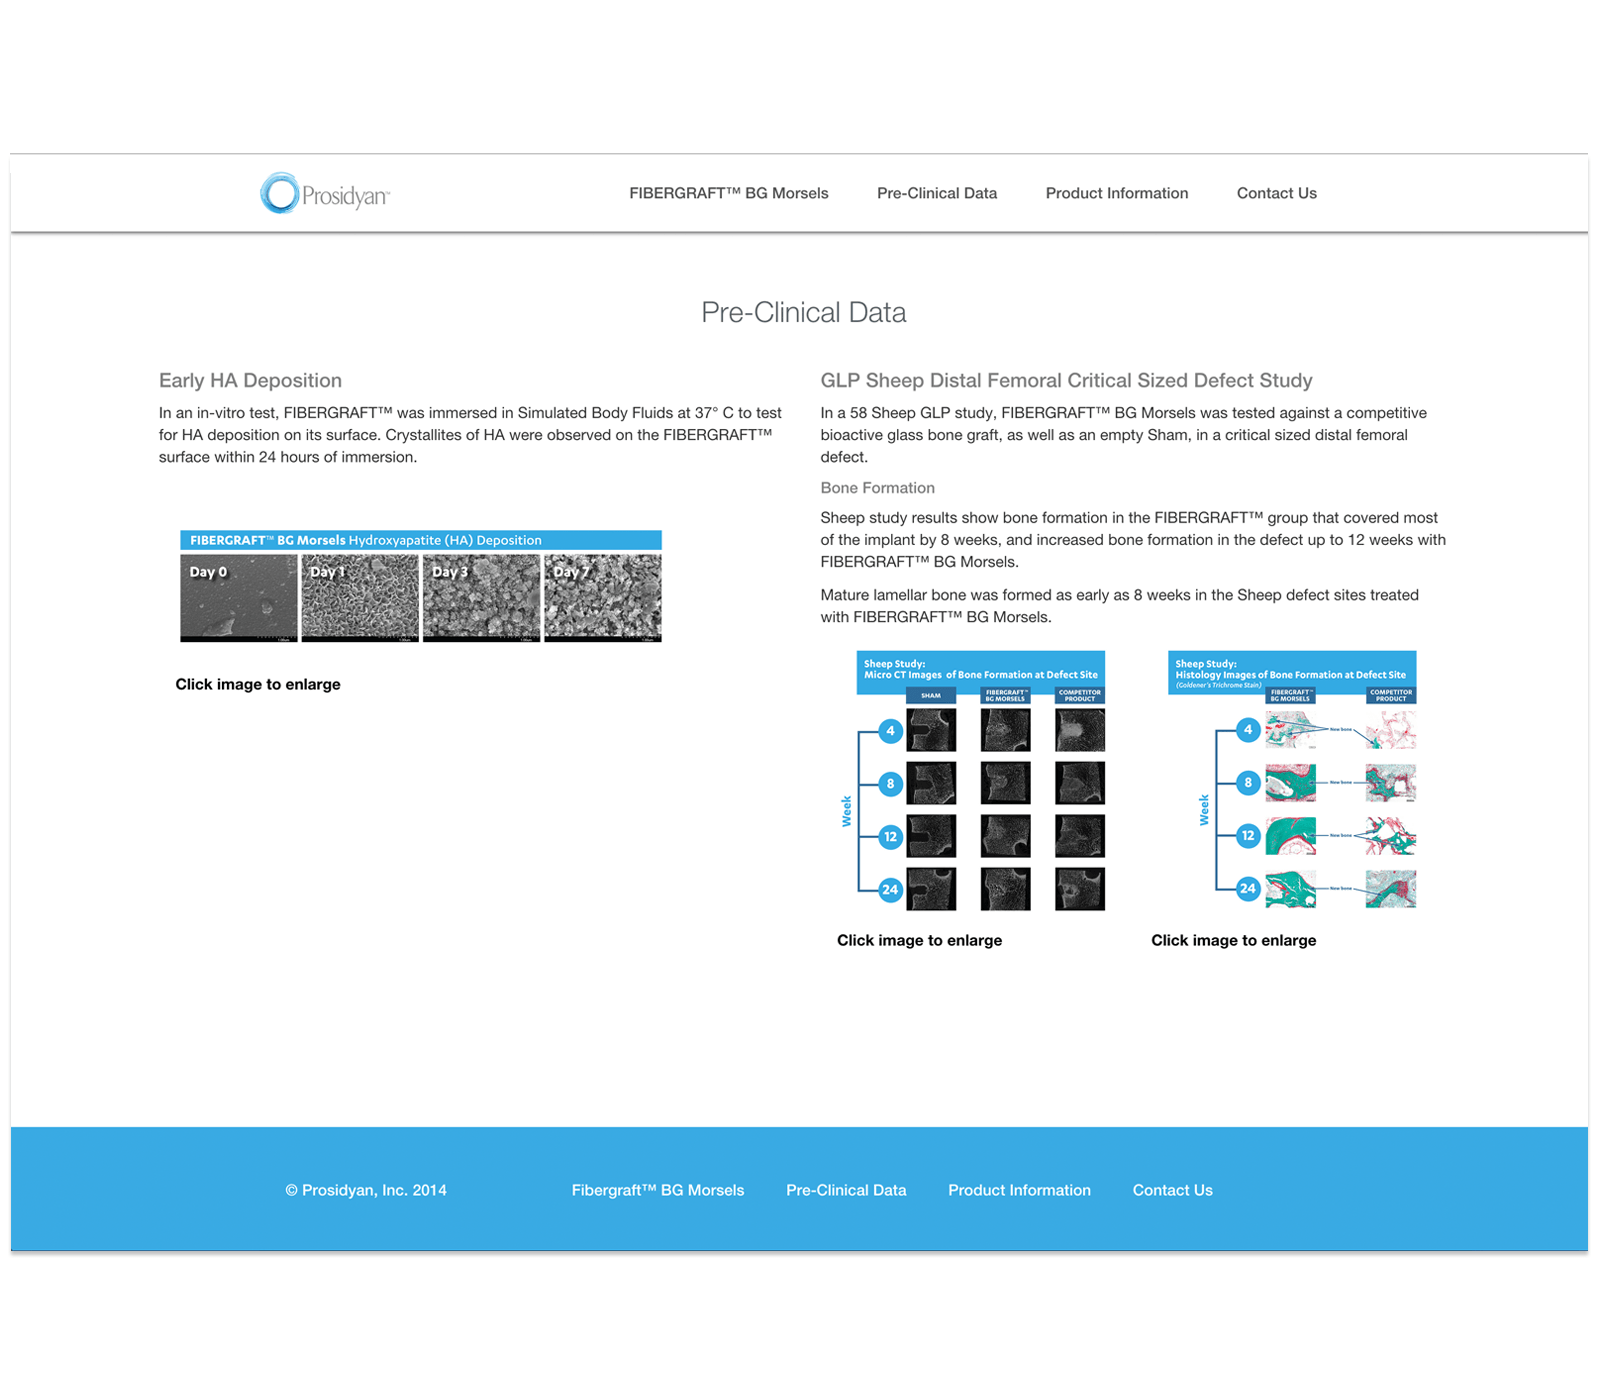 Prosidyan™
FIBERGRAFT™ BG Morsels
Pre-Clinical Data
Product Information
Contact Us
Pre-Clinical Data
Early HA Deposition
In an in-vitro test, FIBERGRAFT™ was immersed in Simulated Body Fluids at 37° C to test
for HA deposition on its surface. Crystallites of HA were observed on the FIBERGRAFT™
surface within 24 hours of immersion.
FIBERGRAFT™ BG Morsels Hydroxyapatite (HA) Deposition
Day 0
Day 1
Day 3
Day 7
Click image to enlarge
GLP Sheep Distal Femoral Critical Sized Defect Study
In a 58 Sheep GLP study, FIBERGRAFT™ BG Morsels was tested against a competitive
bioactive glass bone graft, as well as an empty Sham, in a critical sized distal femoral
defect.
Bone Formation
Sheep study results show bone formation in the FIBERGRAFT™ group that covered most
of the implant by 8 weeks, and increased bone formation in the defect up to 12 weeks with
FIBERGRAFT™ BG Morsels.
Mature lamellar bone was formed as early as 8 weeks in the Sheep defect sites treated
with FIBERGRAFT™ BG Morsels.
Sheep Study:
Micro CT Images of Bone Formation at Defect Site
SHAM
FIBERGRAFT™
BG MORSELS
COMPETITOR
PRODUCT
Week
4
8
12
24
Click image to enlarge
Sheep Study:
Histology Images of Bone Formation at Defect Site
(Goldener's Trichrome Stain)
FIBERGRAFT™
BG MORSELS
COMPETITOR
PRODUCT
Week
4
New bone
8
New bone
12
New bone
24
New bone
Click image to enlarge
© Prosidyan, Inc. 2014
Fibergraft™ BG Morsels
Pre-Clinical Data
Product Information
Contact Us